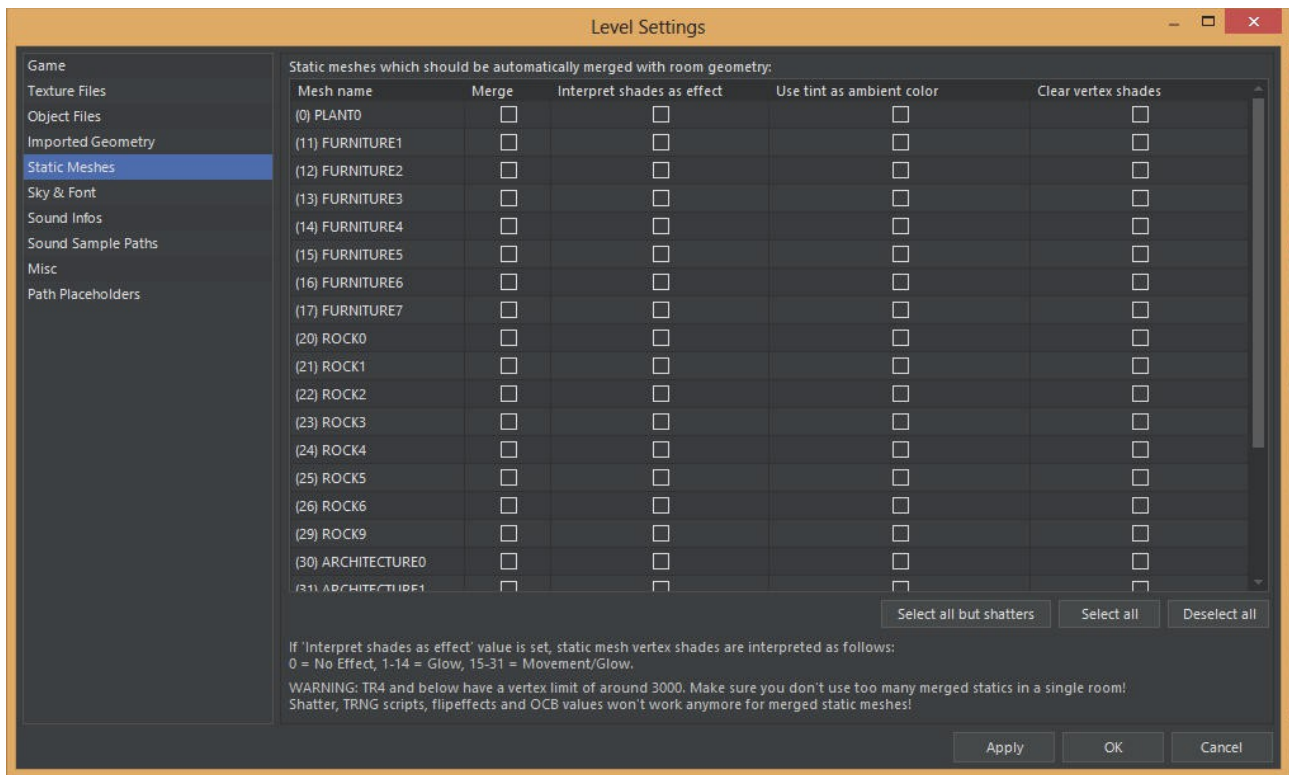 Level Settings
Game
Texture Files
Object Files
Imported Geometry
Static Meshes
Sky & Font
Sound Infos
Sound Sample Paths
Misc
Path Placeholders
Static meshes which should be automatically merged with room geometry:
Mesh name Merge Interpret shades as effect Use tint as ambient color Clear vertex shades
(0) PLANT0
(11) FURNITURE1
(12) FURNITURE2
(13) FURNITURE3
(14) FURNITURE4
(15) FURNITURE5
(16) FURNITURE6
(17) FURNITURE7
(20) ROCK0
(21) ROCK1
(22) ROCK2
(23) ROCK3
(24) ROCK4
(25) ROCK5
(26) ROCK6
(29) ROCK9
(30) ARCHITECTURE0
(31) ARCHITECTURE1
Select all but shatters Select all Deselect all
If 'Interpret shades as effect' value is set, static mesh vertex shades are interpreted as follows:
0 = No Effect, 1-14 = Glow, 15-31 = Movement/Glow.
WARNING: TR4 and below have a vertex limit of around 3000. Make sure you don't use too many merged statics in a single room!
Shatter, TRNG scripts, flipeffects and OCB values won't work anymore for merged static meshes!
Apply OK Cancel